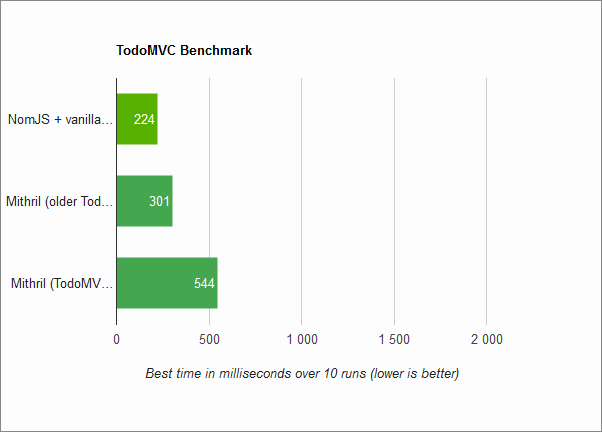 TodoMVC Benchmark
NomJS + vanilla...
224
Mithril (older Tod...
301
Mithril (TodoMV...
544
0 500 1 000 1 500 2 000
Best time in milliseconds over 10 runs (lower is better)